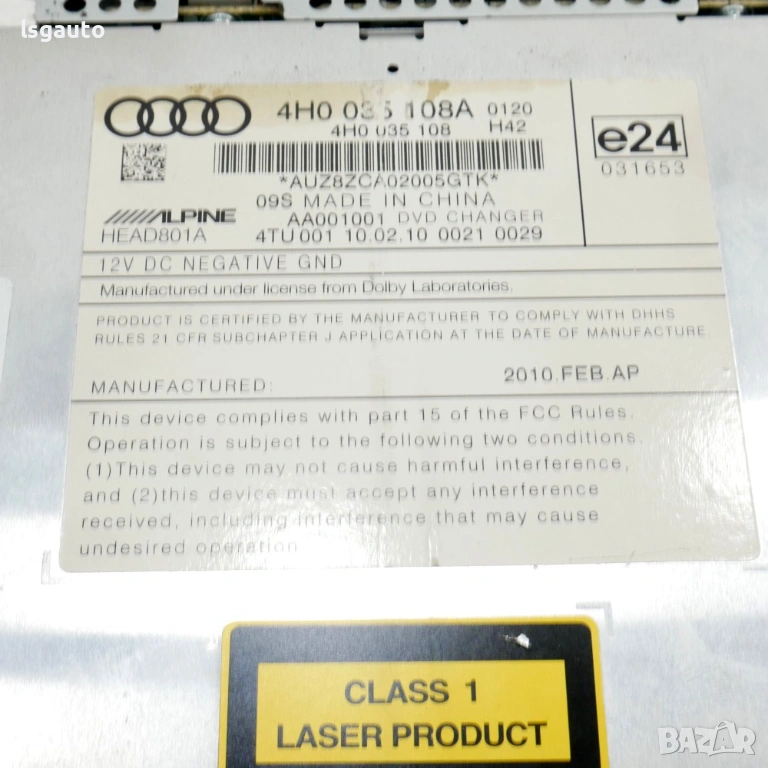 lsgauto
4H0 035 108A 0120
4H0 035 108 H42
e24
031653
*AUZ8ZCA02005GTK*
09S MADE IN CHINA
ALPINE AA001001 DVD CHANGER
HEAD801A 4TU001 10.02.10 0021 0029
12V DC NEGATIVE GND
Manufactured under license from Dolby Laboratories.
PRODUCT IS CERTIFIED BY THE MANUFACTURER TO COMPLY WITH DHHS
RULES 21 CFR SUBCHAPTER J APPLICATION AT THE DATE OF MANUFACTURE.
MANUFACTURED: 2010.FEB.AP
This device complies with part 15 of the FCC Rules.
Operation is subject to the following two conditions.
(1)This device may not cause harmful interference,
and (2)this device must accept any interference
received, including interference that may cause
undesired operation.
CLASS 1
LASER PRODUCT
BAZAR